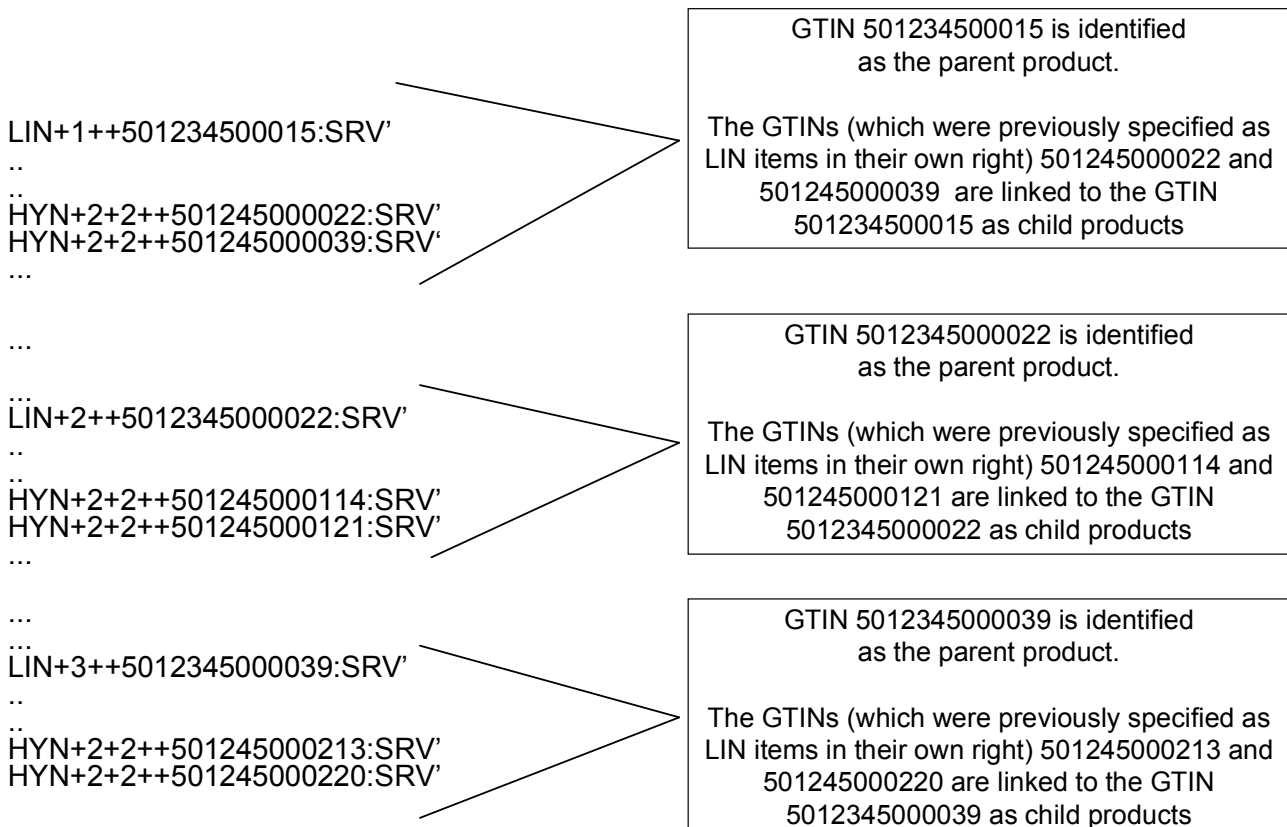 LIN+1++501234500015:SRV’
..
..
HYN+2+2++501245000022:SRV’
HYN+2+2++501245000039:SRV‘
...
GTIN 501234500015 is identified
as the parent product.
The GTINs (which were previously specified as
LIN items in their own right) 501245000022 and
501245000039 are linked to the GTIN
501234500015 as child products
...
...
LIN+2++5012345000022:SRV’
..
..
HYN+2+2++501245000114:SRV’
HYN+2+2++501245000121:SRV’
...
GTIN 5012345000022 is identified
as the parent product.
The GTINs (which were previously specified as
LIN items in their own right) 501245000114 and
501245000121 are linked to the GTIN
5012345000022 as child products
...
...
LIN+3++5012345000039:SRV’
..
..
HYN+2+2++501245000213:SRV’
HYN+2+2++501245000220:SRV’
GTIN 5012345000039 is identified
as the parent product.
The GTINs (which were previously specified as
LIN items in their own right) 501245000213 and
501245000220 are linked to the GTIN
5012345000039 as child products